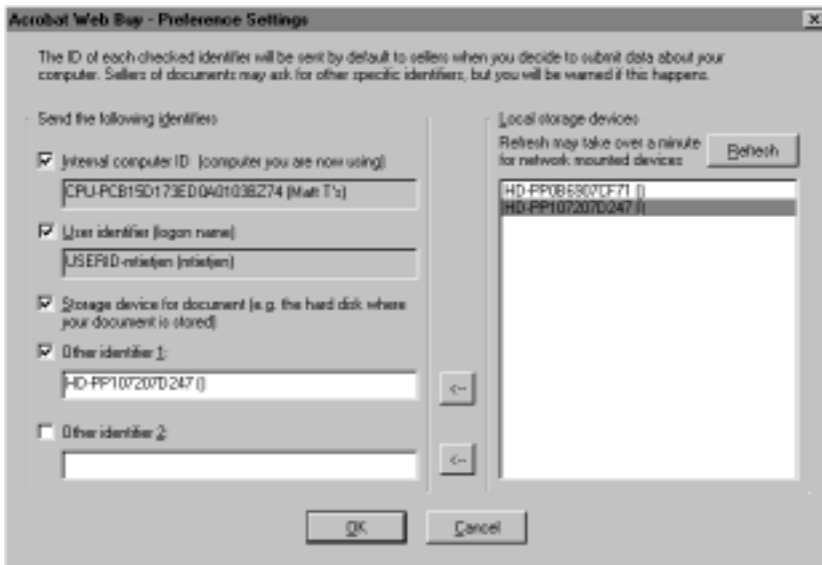 Acrobat Web Buy - Preference Settings
The ID of each checked identifier will be sent by default to sellers when you decide to submit data about your
computer. Sellers of documents may ask for other specific identifiers, but you will be warned if this happens.
Send the following identifiers
Internal computer ID (computer you are now using)
CPU-PCB15D173ED0A0103BZ74 (Matt T's)
User identifier (logon name)
USERID-mtietjen (mtietjen)
Storage device for document (e.g. the hard disk where
your document is stored)
Other identifier 1:
HD-PP107207D247 ()
Other identifier 2:
<--
<--
Local storage devices
Refresh may take over a minute
for network mounted devices
Refresh
HD-PP0B6907CF71 ()
HD-PP107207D247 ()
OK
Cancel